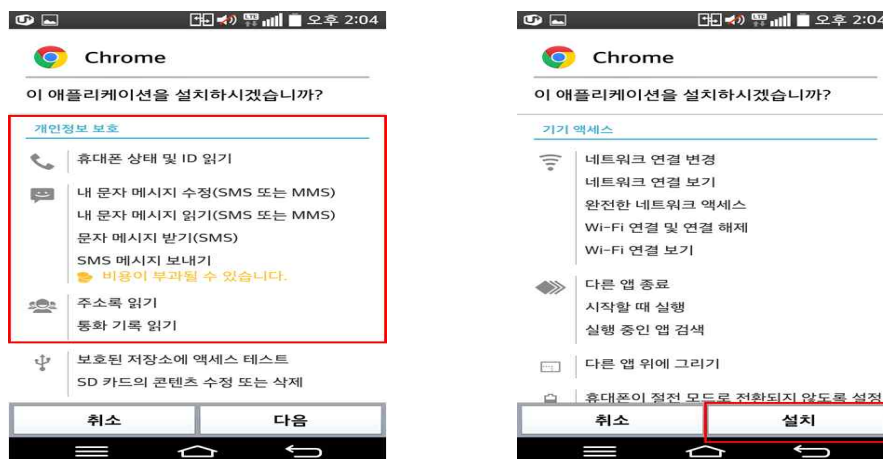 오후 2:04
Chrome
이 애플리케이션을 설치하시겠습니까?
개인정보 보호
휴대폰 상태 및 ID 읽기
내 문자 메시지 수정(SMS 또는 MMS)
내 문자 메시지 읽기(SMS 또는 MMS)
문자 메시지 받기(SMS)
SMS 메시지 보내기
비용이 부과될 수 있습니다.
주소록 읽기
통화 기록 읽기
보호된 저장소에 액세스 테스트
SD 카드의 콘텐츠 수정 또는 삭제
취소
다음
오후 2:04
Chrome
이 애플리케이션을 설치하시겠습니까?
기기 액세스
네트워크 연결 변경
네트워크 연결 보기
완전한 네트워크 액세스
Wi-Fi 연결 및 연결 해제
Wi-Fi 연결 보기
다른 앱 종료
시작할 때 실행
실행 중인 앱 검색
다른 앱 위에 그리기
휴대폰이 절전 모드로 전환되지 않도록 설정
취소
설치